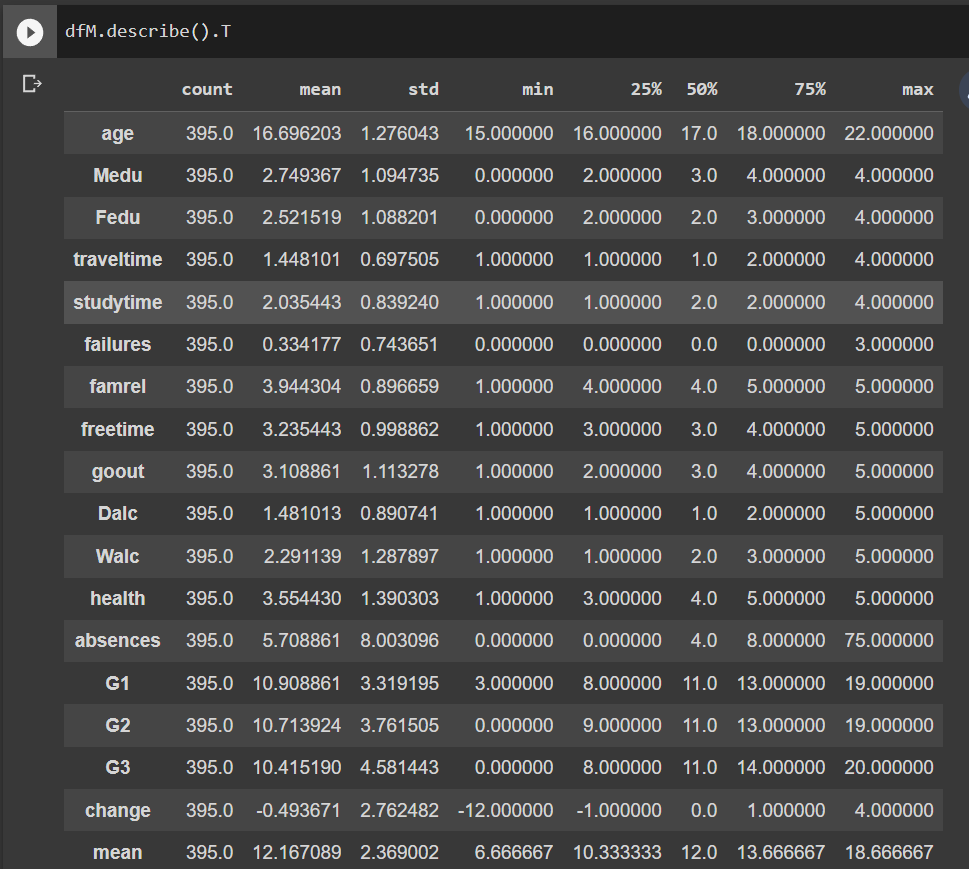 dfM.describe().T
count mean std min 25% 50% 75% max
age 395.0 16.696203 1.276043 15.000000 16.000000 17.0 18.000000 22.000000
Medu 395.0 2.749367 1.094735 0.000000 2.000000 3.0 4.000000 4.000000
Fedu 395.0 2.521519 1.088201 0.000000 2.000000 2.0 3.000000 4.000000
traveltime 395.0 1.448101 0.697505 1.000000 1.000000 1.0 2.000000 4.000000
studytime 395.0 2.035443 0.839240 1.000000 1.000000 2.0 2.000000 4.000000
failures 395.0 0.334177 0.743651 0.000000 0.000000 0.0 0.000000 3.000000
famrel 395.0 3.944304 0.896659 1.000000 4.000000 4.0 5.000000 5.000000
freetime 395.0 3.235443 0.998862 1.000000 3.000000 3.0 4.000000 5.000000
goout 395.0 3.108861 1.113278 1.000000 2.000000 3.0 4.000000 5.000000
Dalc 395.0 1.481013 0.890741 1.000000 1.000000 1.0 2.000000 5.000000
Walc 395.0 2.291139 1.287897 1.000000 1.000000 2.0 3.000000 5.000000
health 395.0 3.554430 1.390303 1.000000 3.000000 4.0 5.000000 5.000000
absences 395.0 5.708861 8.003096 0.000000 0.000000 4.0 8.000000 75.000000
G1 395.0 10.908861 3.319195 3.000000 8.000000 11.0 13.000000 19.000000
G2 395.0 10.713924 3.761505 0.000000 9.000000 11.0 13.000000 19.000000
G3 395.0 10.415190 4.581443 0.000000 8.000000 11.0 14.000000 20.000000
change 395.0 -0.493671 2.762482 -12.000000 -1.000000 0.0 1.000000 4.000000
mean 395.0 12.167089 2.369002 6.666667 10.333333 12.0 13.666667 18.666667